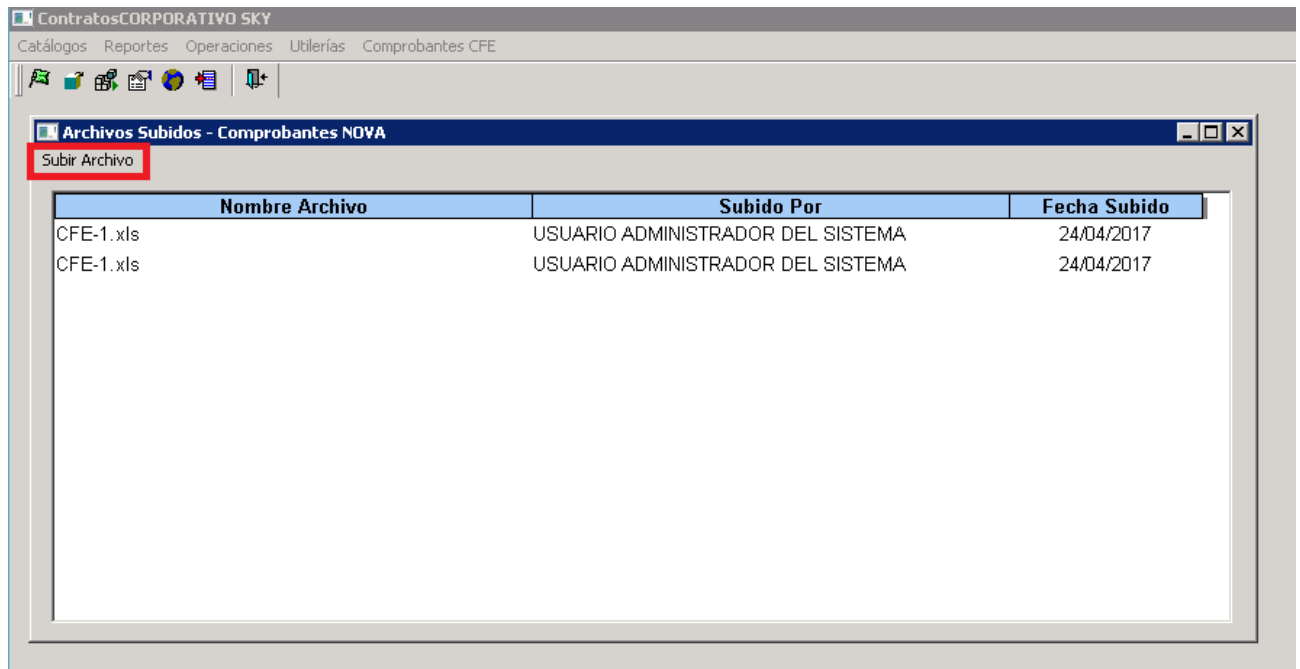 ContratosCORPORATIVO SKY
Catálogos Reportes Operaciones Utilerías Comprobantes CFE
Archivos Subidos - Comprobantes NOVA
Subir Archivo
Nombre Archivo Subido Por Fecha Subido
CFE-1.xls USUARIO ADMINISTRADOR DEL SISTEMA 24/04/2017
CFE-1.xls USUARIO ADMINISTRADOR DEL SISTEMA 24/04/2017